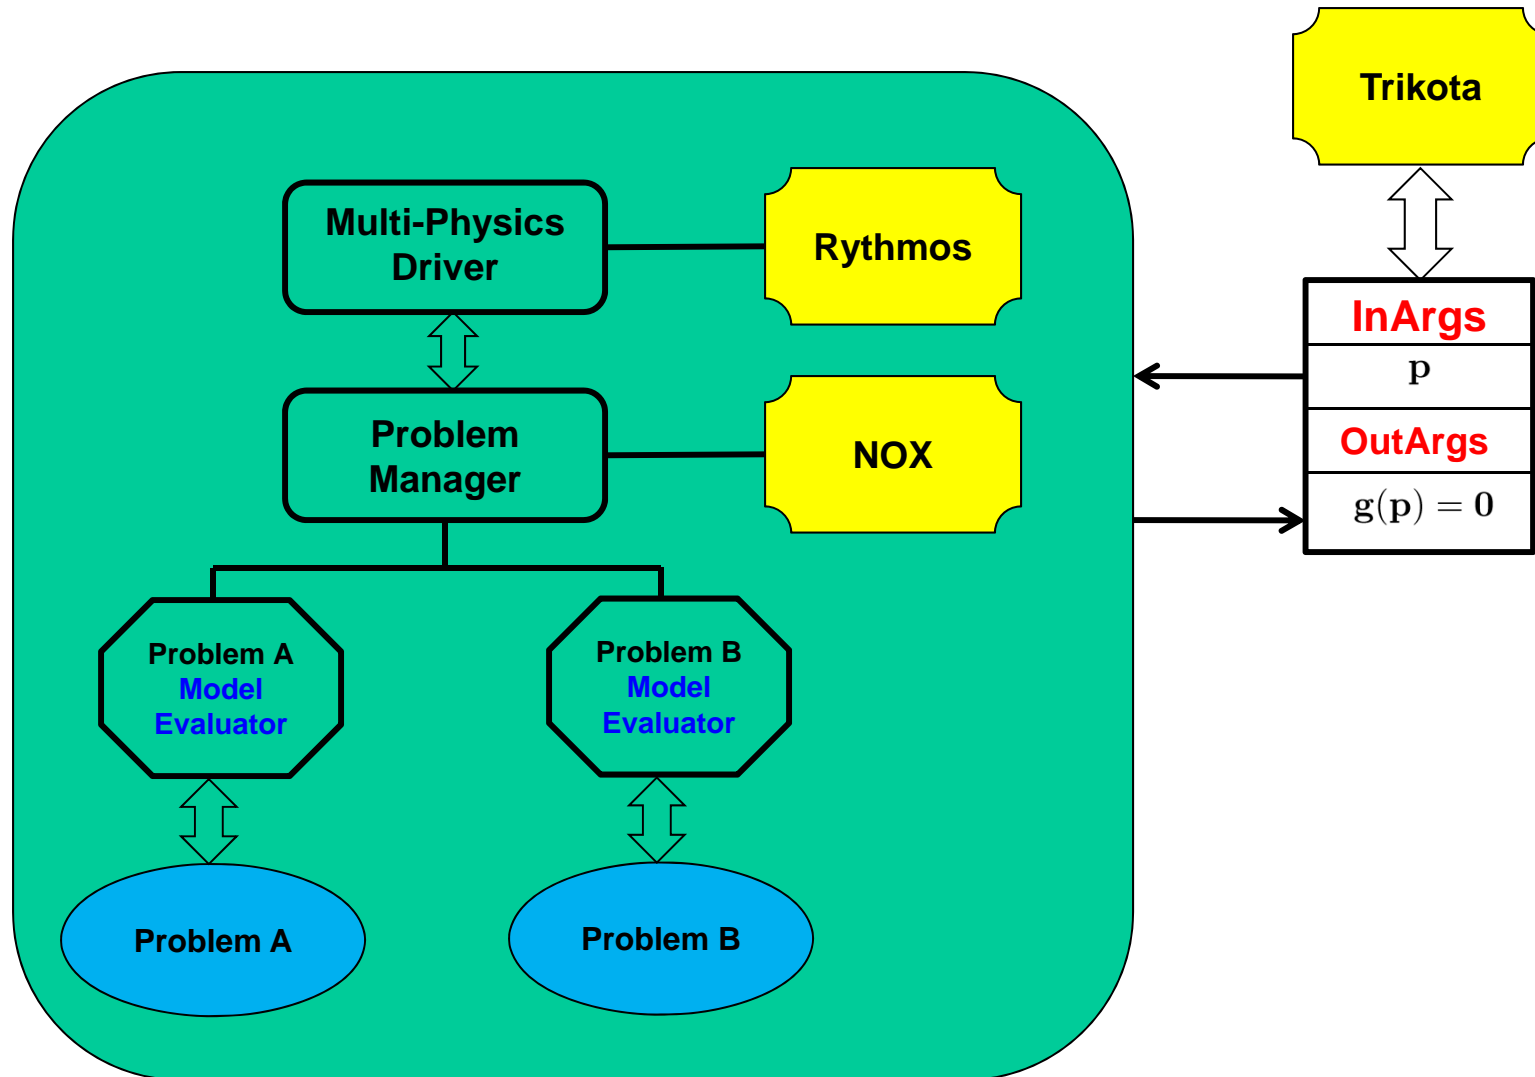 Trikota
Multi-Physics
Driver
Rythmos
InArgs
p
OutArgs
g(p) = 0
Problem
Manager
NOX
Problem A
Model
Evaluator
Problem B
Model
Evaluator
Problem A
Problem B